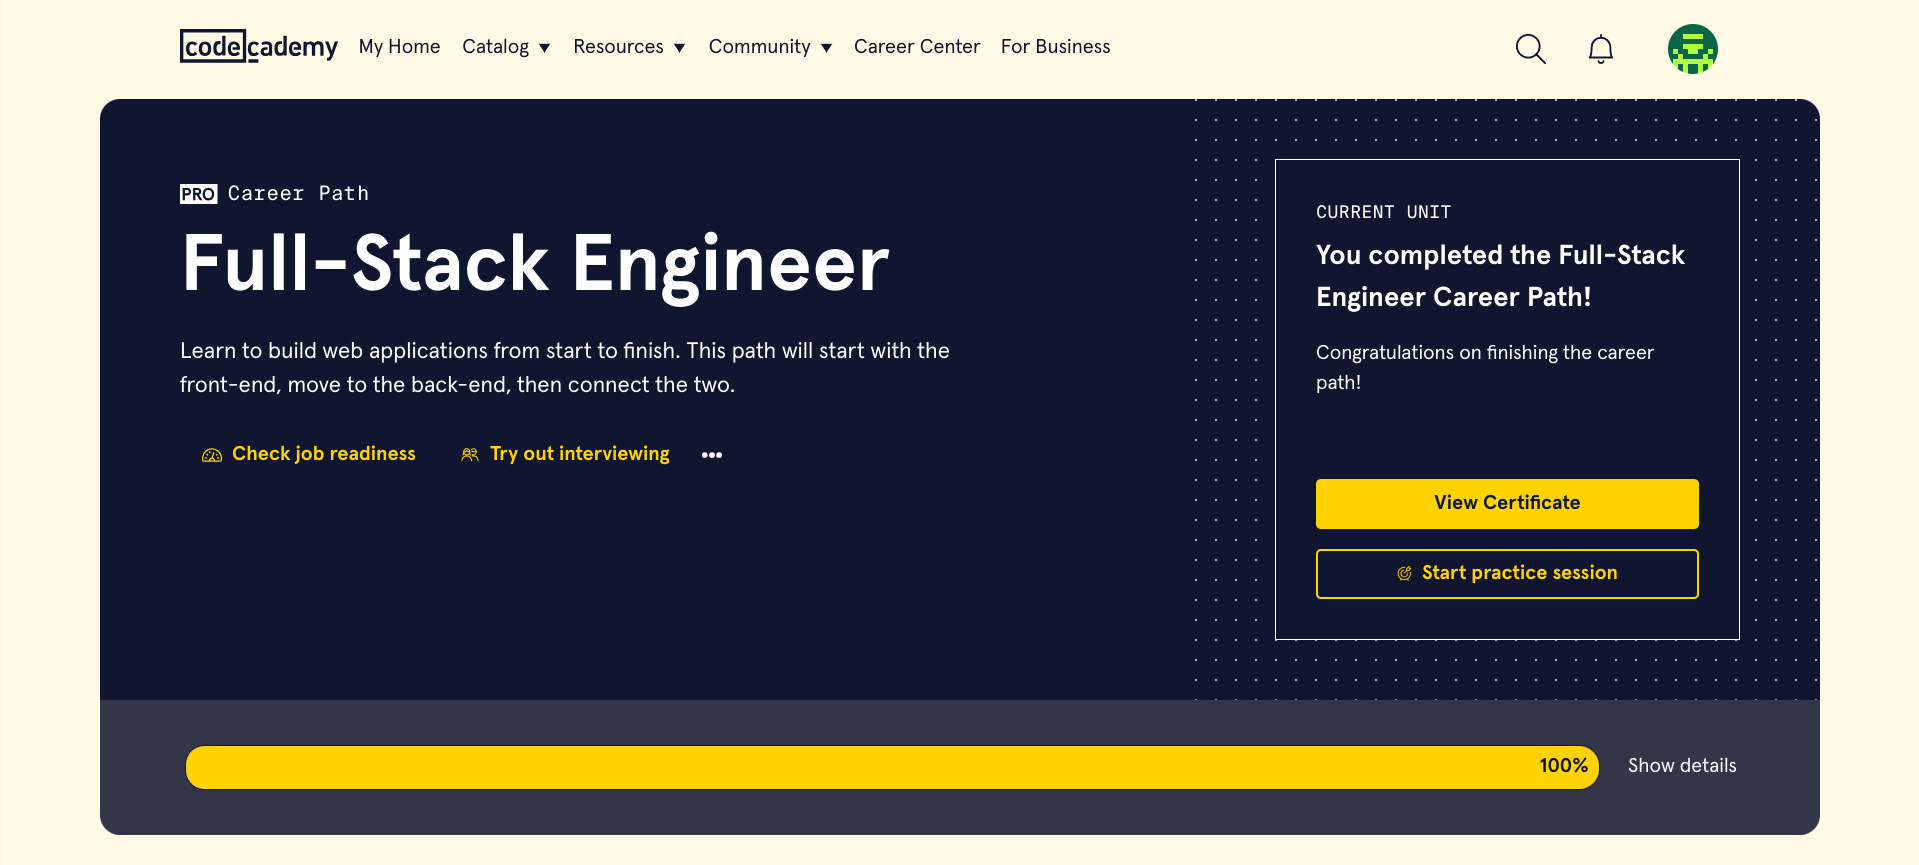 codecademy My Home Catalog Resources Community Career Center For Business
PRO Career Path
Full-Stack Engineer
Learn to build web applications from start to finish. This path will start with the
front-end, move to the back-end, then connect the two.
Check job readiness Try out interviewing
CURRENT UNIT
You completed the Full-Stack
Engineer Career Path!
Congratulations on finishing the career
path!
View Certificate
Start practice session
100% Show details